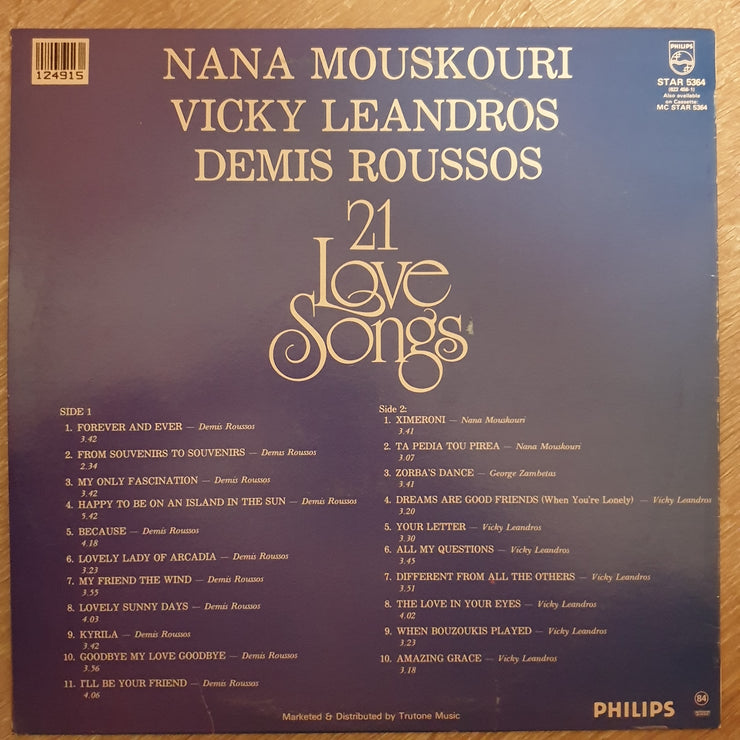 124915
NANA MOUSKOURI
VICKY LEANDROS
DEMIS ROUSSOS
21
Love
Songs
PHILIPS
STAR 5364
(822 456-1)
Also available
on Cassette:
MC STAR 5364
SIDE 1
1. FOREVER AND EVER — Demis Roussos
3.42
2. FROM SOUVENIRS TO SOUVENIRS — Demis Roussos
2.34
3. MY ONLY FASCINATION — Demis Roussos
3.42
4. HAPPY TO BE ON AN ISLAND IN THE SUN — Demis Roussos
5.42
5. BECAUSE — Demis Roussos
4.18
6. LOVELY LADY OF ARCADIA — Demis Roussos
3.23
7. MY FRIEND THE WIND — Demis Roussos
3.55
8. LOVELY SUNNY DAYS — Demis Roussos
4.03
9. KYRILA — Demis Roussos
3.42
10. GOODBYE MY LOVE GOODBYE — Demis Roussos
3.56
11. I'LL BE YOUR FRIEND — Demis Roussos
4.06
Side 2:
1. XIMERONI — Nana Mouskouri
3.41
2. TA PEDIA TOU PIREA — Nana Mouskouri
3.07
3. ZORBA'S DANCE — George Zambetas
3.41
4. DREAMS ARE GOOD FRIENDS (When You're Lonely) — Vicky Leandros
3.20
5. YOUR LETTER — Vicky Leandros
3.30
6. ALL MY QUESTIONS — Vicky Leandros
3.45
7. DIFFERENT FROM ALL THE OTHERS — Vicky Leandros
3.51
8. THE LOVE IN YOUR EYES — Vicky Leandros
4.02
9. WHEN BOUZOUKIS PLAYED — Vicky Leandros
3.23
10. AMAZING GRACE — Vicky Leandros
3.18
Marketed & Distributed by Trutone Music
PHILIPS
84